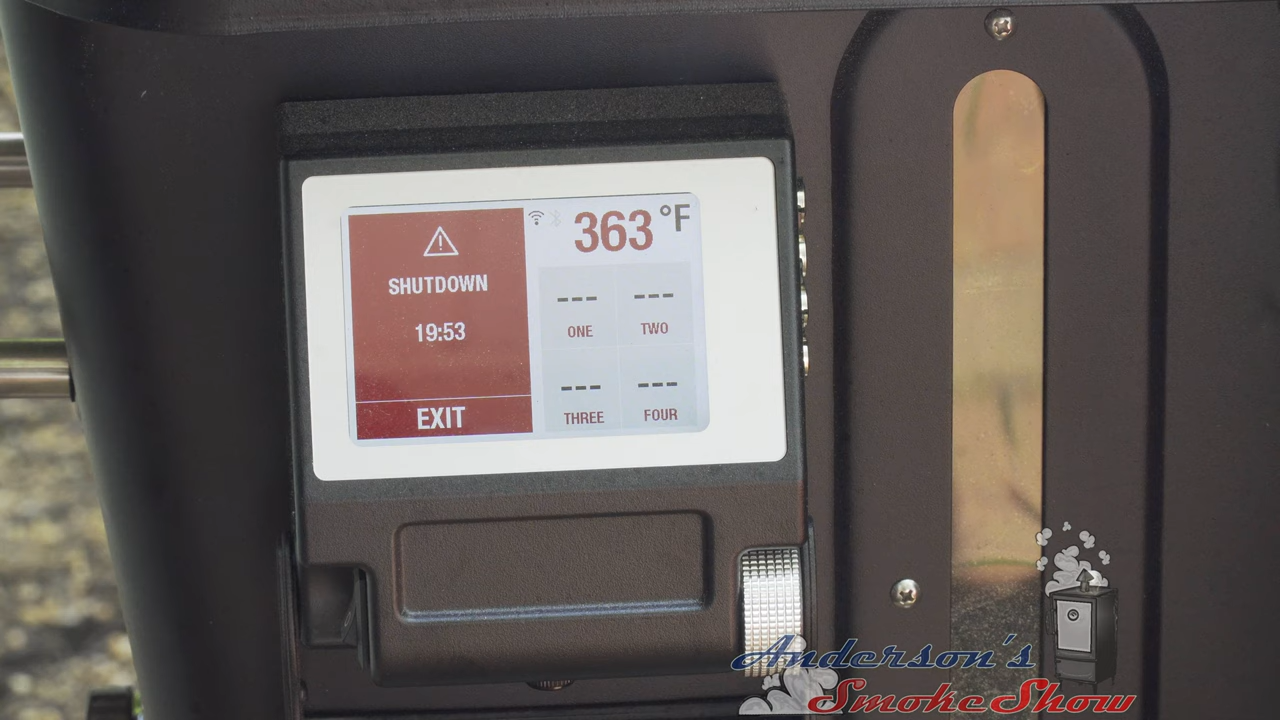 SHUTDOWN
19:53
EXIT
363°F
---
ONE
---
TWO
---
THREE
---
FOUR
Anderson's
SmokeShow